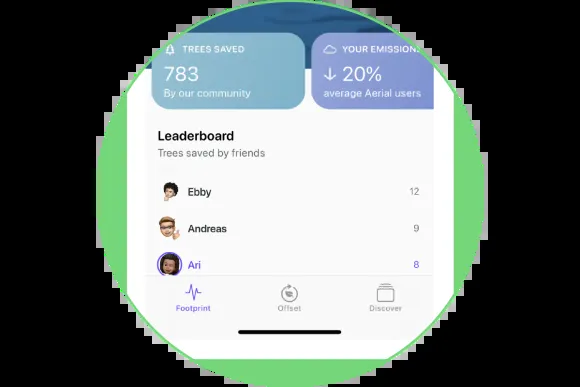 TREES SAVED
783
By our community
YOUR EMISSIONS
20%
average Aerial users
Leaderboard
Trees saved by friends
Ebby 12
Andreas 9
Ari 8
Footprint Offset Discover